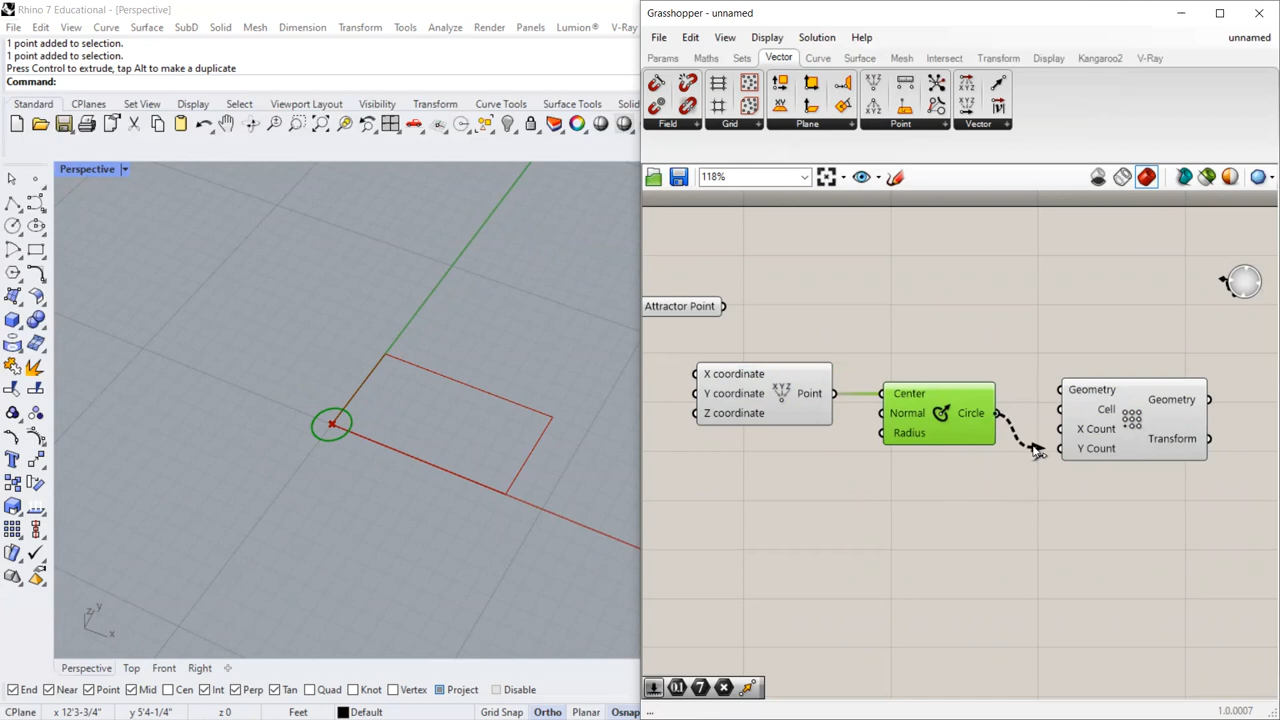 Rhino 7 Educational - [Perspective]
File Edit View Curve Surface SubD Solid Mesh Dimension Transform Tools Analyze Render Panels Lumion® V-Ray
1 point added to selection.
1 point added to selection.
Press Control to extrude, tap Alt to make a duplicate
Command:
Standard CPlanes Set View Display Select Viewport Layout Visibility Transform Curve Tools Surface Tools Solid
Perspective
z y
x
Perspective Top Front Right
End Near Point Mid Cen Int Perp Tan Quad Knot Vertex Project Disable
CPlane x 12'3-3/4" y 5'4-1/4" z 0 Feet Default Grid Snap Ortho Planar Osnap
Grasshopper - unnamed
File Edit View Display Solution Help unnamed
Params Maths Sets Vector Curve Surface Mesh Intersect Transform Display Kangaroo2 V-Ray
Field Grid Plane Point Vector
118%
Attractor Point
X coordinate
Y coordinate
Z coordinate
XYZ
Point
Center
Normal
Radius
Circle
Geometry
Cell
X Count
Y Count
Geometry
Transform
... 1.0.0007